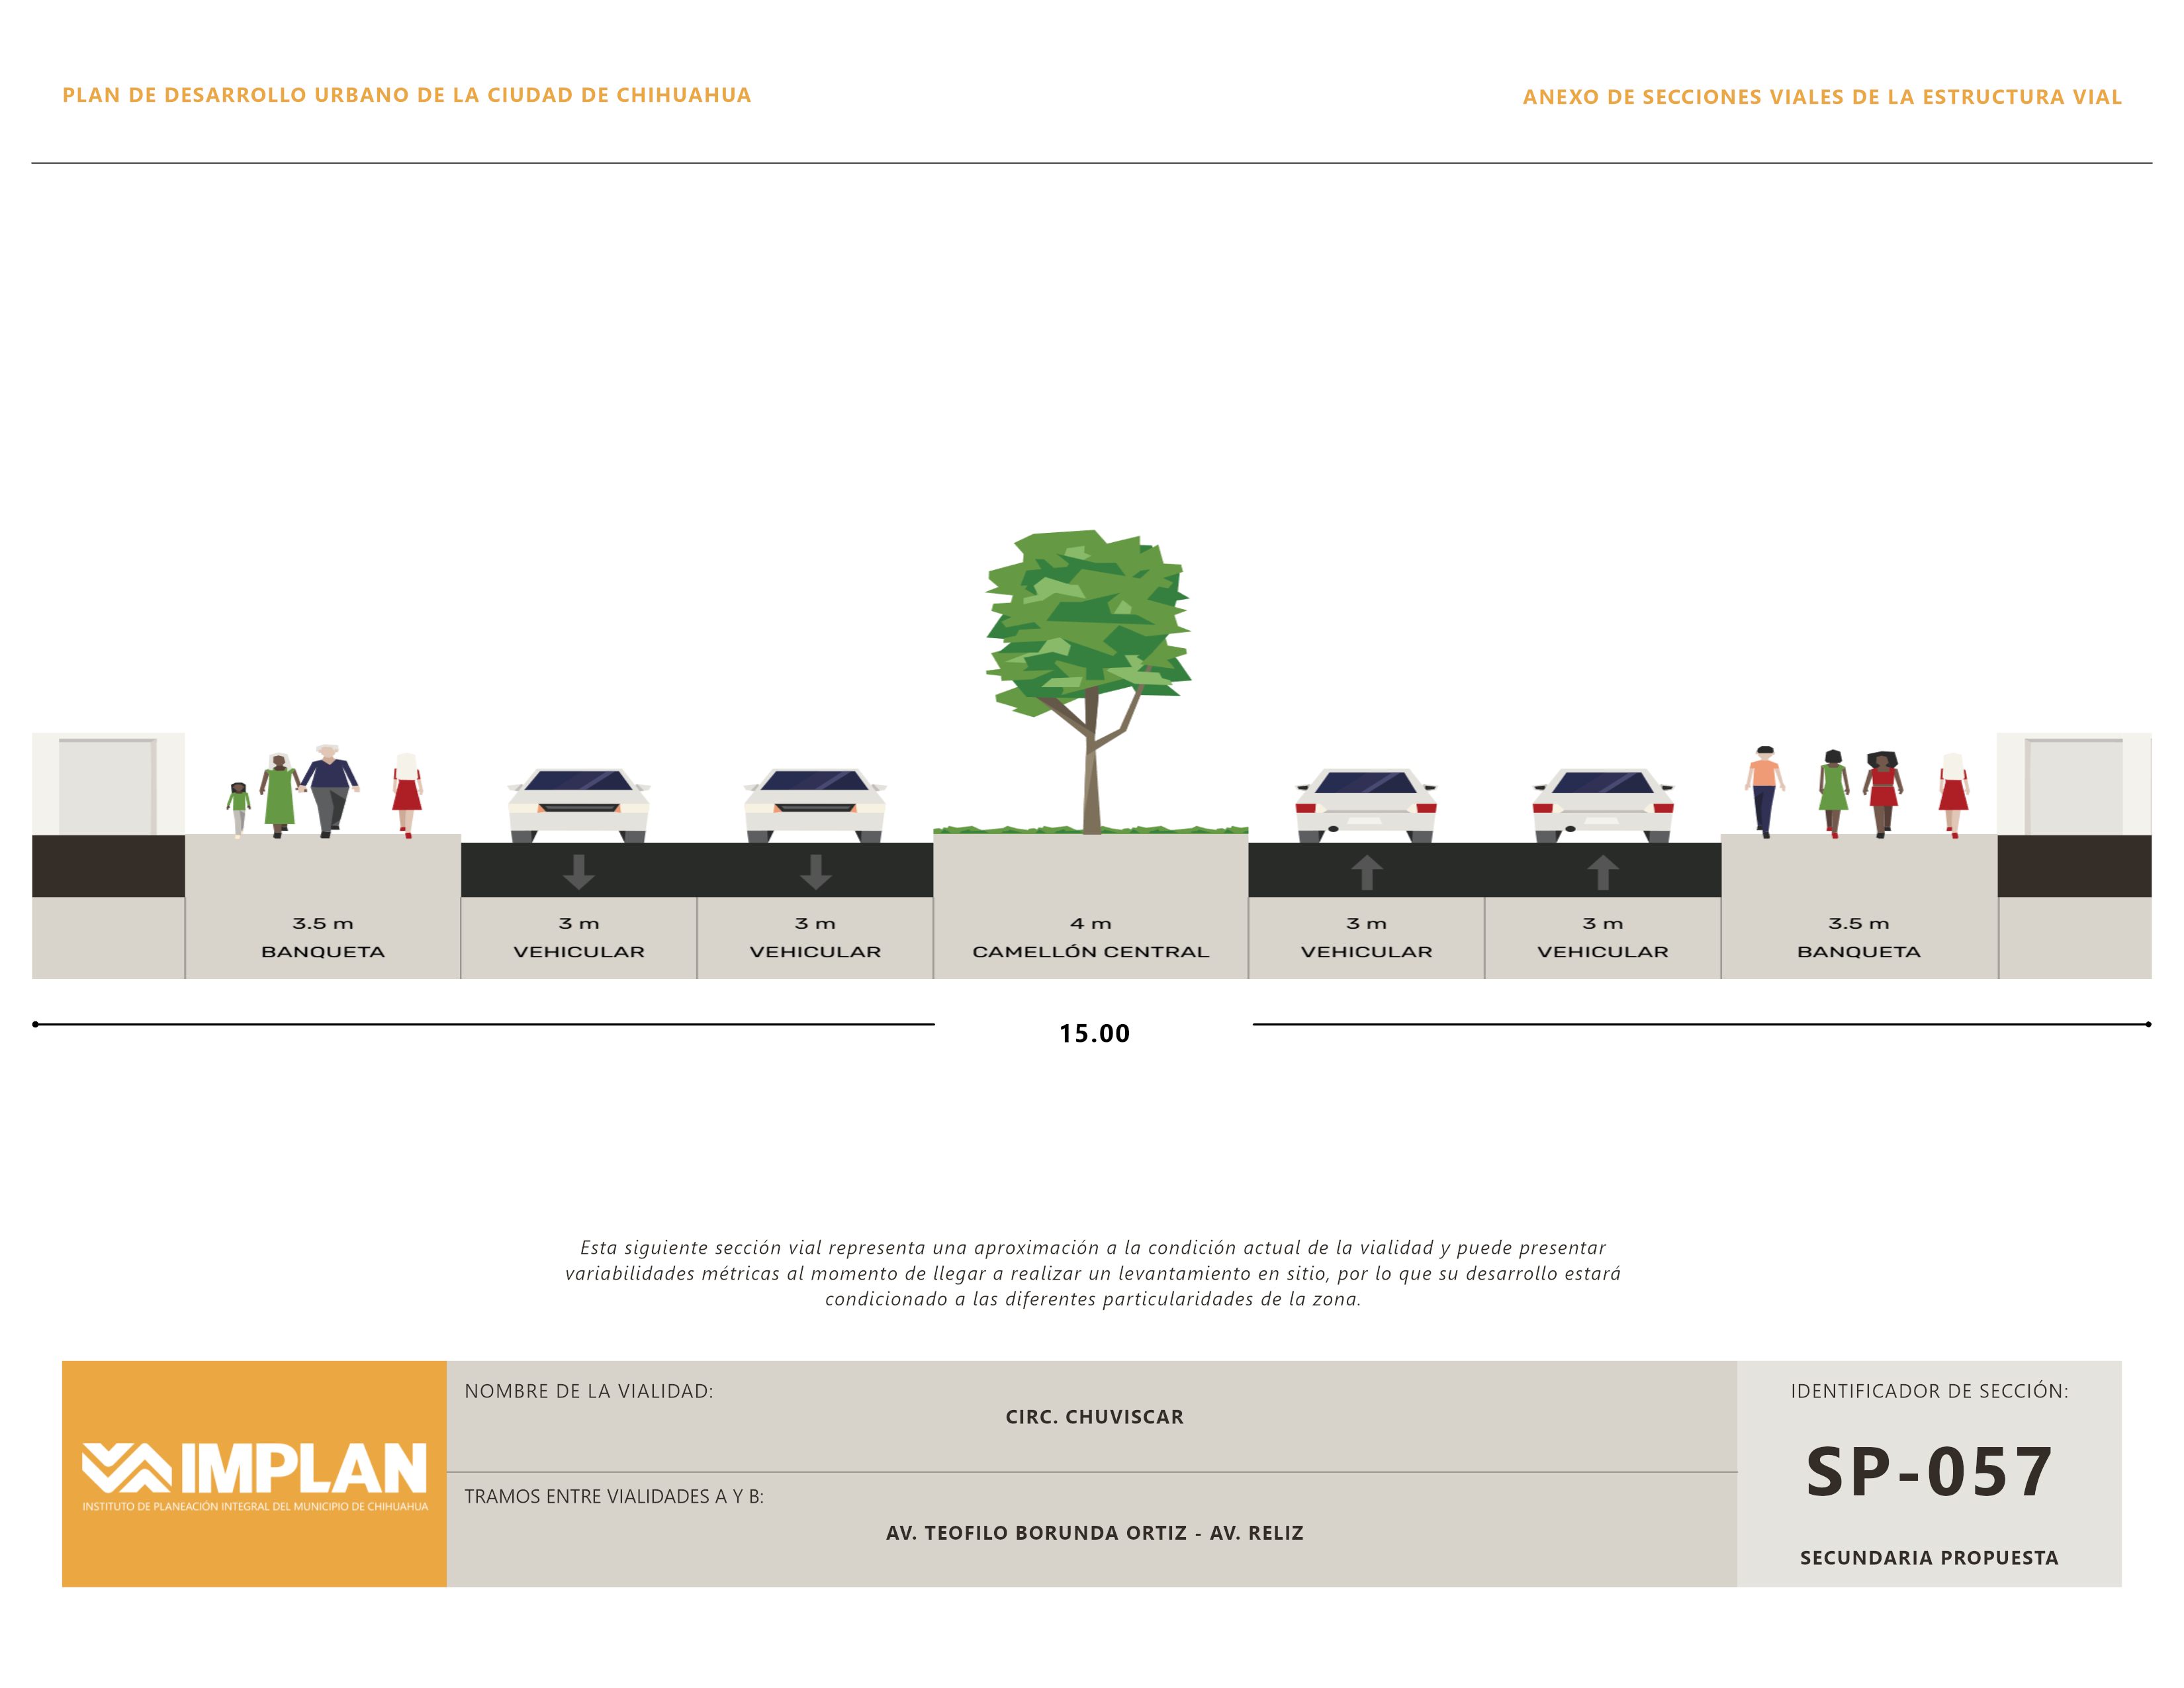 PLAN DE DESARROLLO URBANO DE LA CIUDAD DE CHIHUAHUA
ANEXO DE SECCIONES VIALES DE LA ESTRUCTURA VIAL
3.5 m
BANQUETA
3 m
VEHICULAR
3 m
VEHICULAR
4 m
CAMELLÓN CENTRAL
3 m
VEHICULAR
3 m
VEHICULAR
3.5 m
BANQUETA
15.00
Esta siguiente sección vial representa una aproximación a la condición actual de la vialidad y puede presentar
variabilidades métricas al momento de llegar a realizar un levantamiento en sitio, por lo que su desarrollo estará
condicionado a las diferentes particularidades de la zona.
IMPLAN
INSTITUTO DE PLANEACIÓN INTEGRAL DEL MUNICIPIO DE CHIHUAHUA
NOMBRE DE LA VIALIDAD:
CIRC. CHUVISCAR
TRAMOS ENTRE VIALIDADES A Y B:
AV. TEOFILO BORUNDA ORTIZ - AV. RELIZ
IDENTIFICADOR DE SECCIÓN:
SP-057
SECUNDARIA PROPUESTA